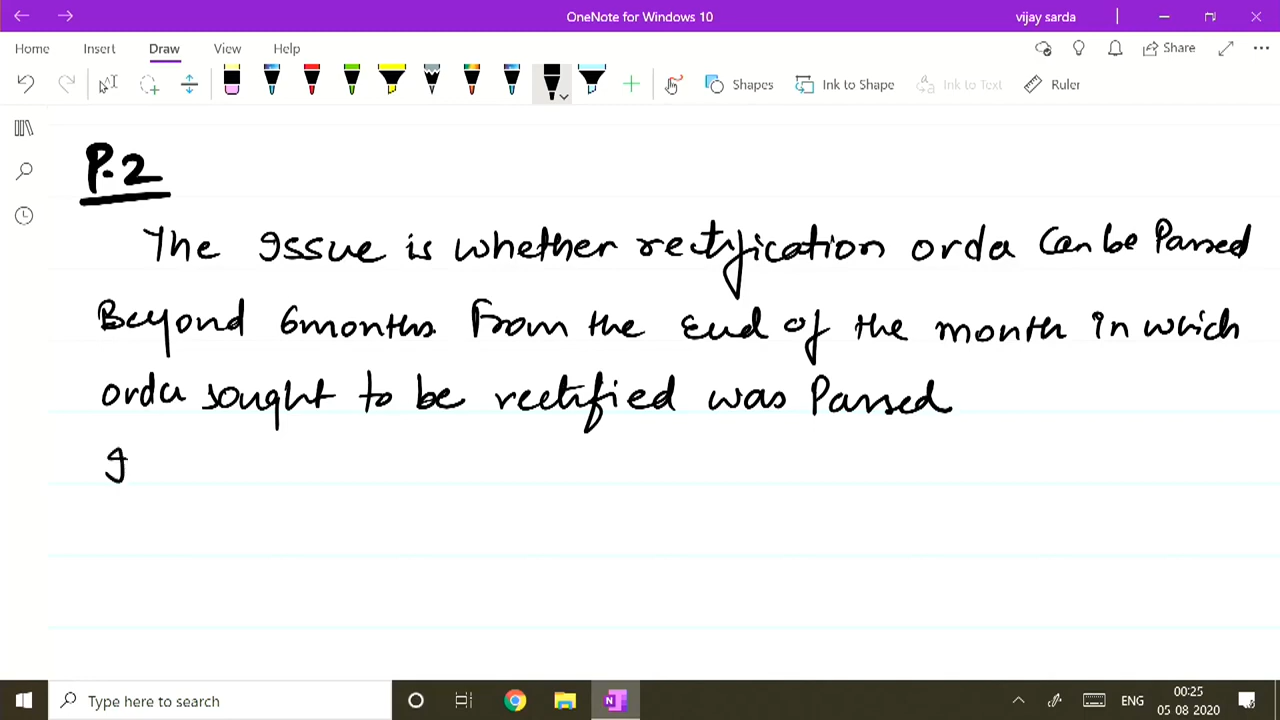 OneNote for Windows 10
vijay sarda
Home Insert Draw View Help
Share
Shapes Ink to Shape Ink to Text Ruler
P.2
The Issue is whether rectification order can be Passed
Beyond 6months From the End of the month in which
order sought to be rectified was Passed
I
Type here to search
ENG
00:25
05-08-2020